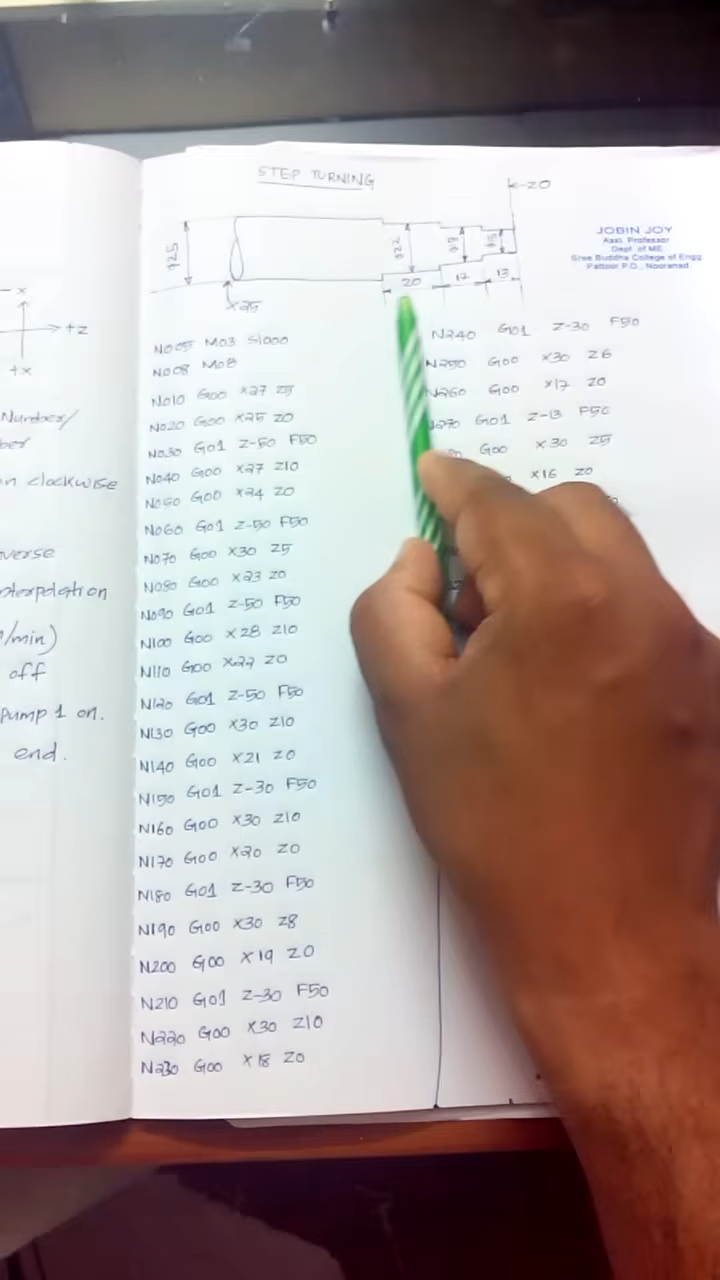 STEP TURNING
k-z0
JOBIN JOY
Asst. Professor
Dept of ME
Sree Buddha College of Engg
Pattoor P.O., Nooranad
-x
+z
+x
20
17
13
x25
Number/
ber
n clockwise
verse
nterpolation
/min)
off
pump 1 on.
end.
N005 M03 S1000
N008 M08
N010 G00 X27 Z5
N020 G00 X25 Z0
N030 G01 Z-50 F50
N040 G00 X27 Z10
N050 G00 X24 Z0
N060 G01 Z-50 F50
N070 G00 X30 Z5
N080 G00 X23 Z0
N090 G01 Z-50 F50
N100 G00 X28 Z10
N110 G00 X22 Z0
N120 G01 Z-50 F50
N130 G00 X30 Z10
N140 G00 X21 Z0
N150 G01 Z-30 F50
N160 G00 X30 Z10
N170 G00 X20 Z0
N180 G01 Z-30 F50
N190 G00 X30 Z8
N200 G00 X19 Z0
N210 G01 Z-30 F50
N220 G00 X30 Z10
N230 G00 X18 Z0
N240 G01 Z-30 F50
N250 G00 X30 Z6
N260 G00 X17 Z0
N270 G01 Z-13 F50
G00 X30 Z5
X16 Z0